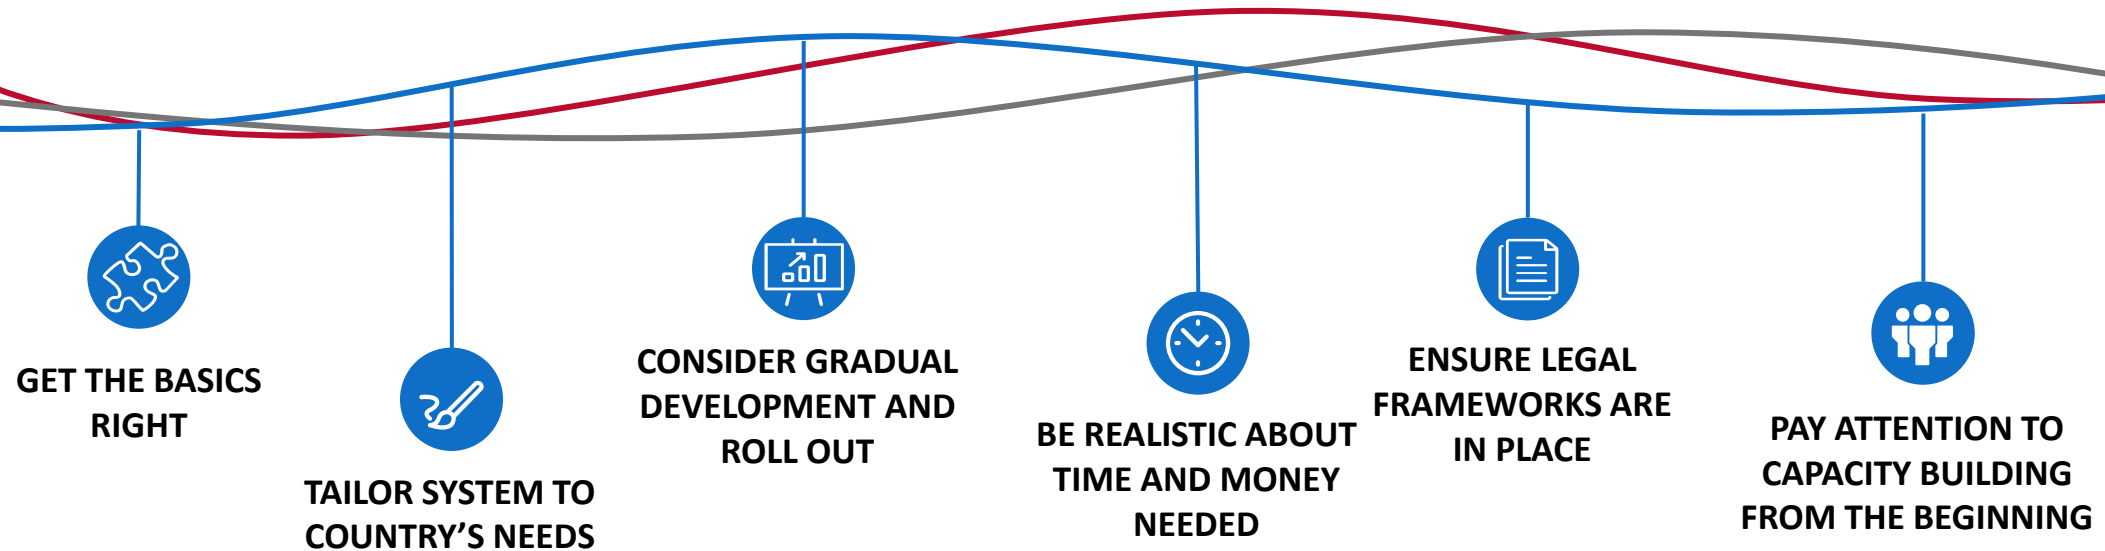 GET THE BASICS
RIGHT
TAILOR SYSTEM TO
COUNTRY’S NEEDS
CONSIDER GRADUAL
DEVELOPMENT AND
ROLL OUT
BE REALISTIC ABOUT
TIME AND MONEY
NEEDED
ENSURE LEGAL
FRAMEWORKS ARE
IN PLACE
PAY ATTENTION TO
CAPACITY BUILDING
FROM THE BEGINNING